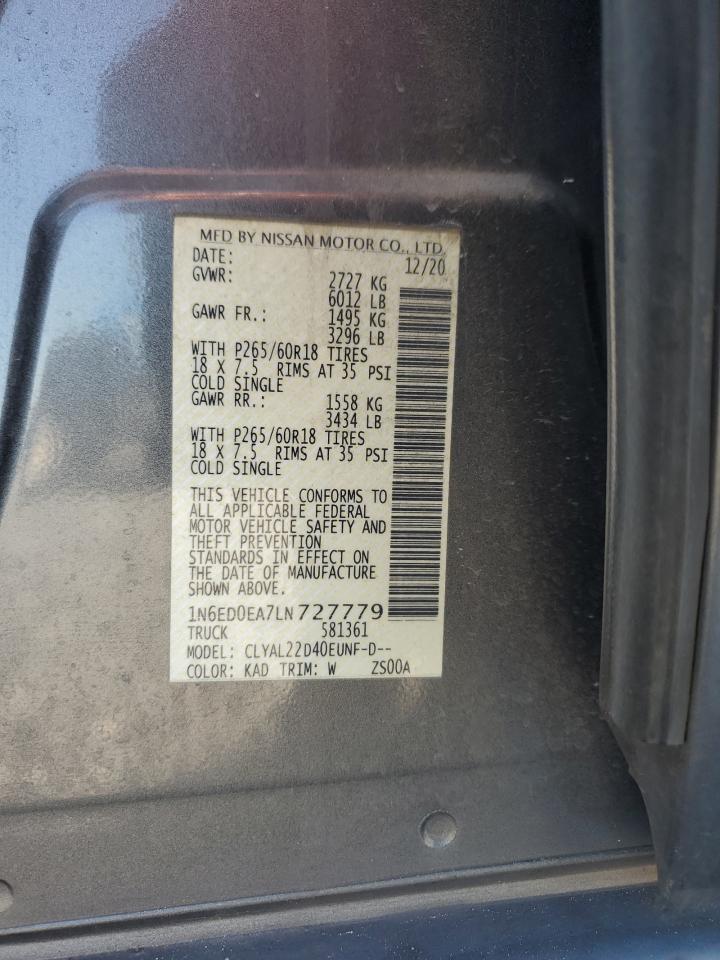 MFD BY NISSAN MOTOR CO., LTD.
DATE: 12/20
GVWR: 2727 KG
6012 LB
GAWR FR.: 1495 KG
3296 LB
WITH P265/60R18 TIRES
18 X 7.5 RIMS AT 35 PSI
COLD SINGLE
GAWR RR.: 1558 KG
3434 LB
WITH P265/60R18 TIRES
18 X 7.5 RIMS AT 35 PSI
COLD SINGLE
THIS VEHICLE CONFORMS TO
ALL APPLICABLE FEDERAL
MOTOR VEHICLE SAFETY AND
THEFT PREVENTION
STANDARDS IN EFFECT ON
THE DATE OF MANUFACTURE
SHOWN ABOVE.
1N6ED0EA7LN727779
TRUCK 581361
MODEL: CLYAL22D40EUNF-D--
COLOR: KAD TRIM: W ZS00A